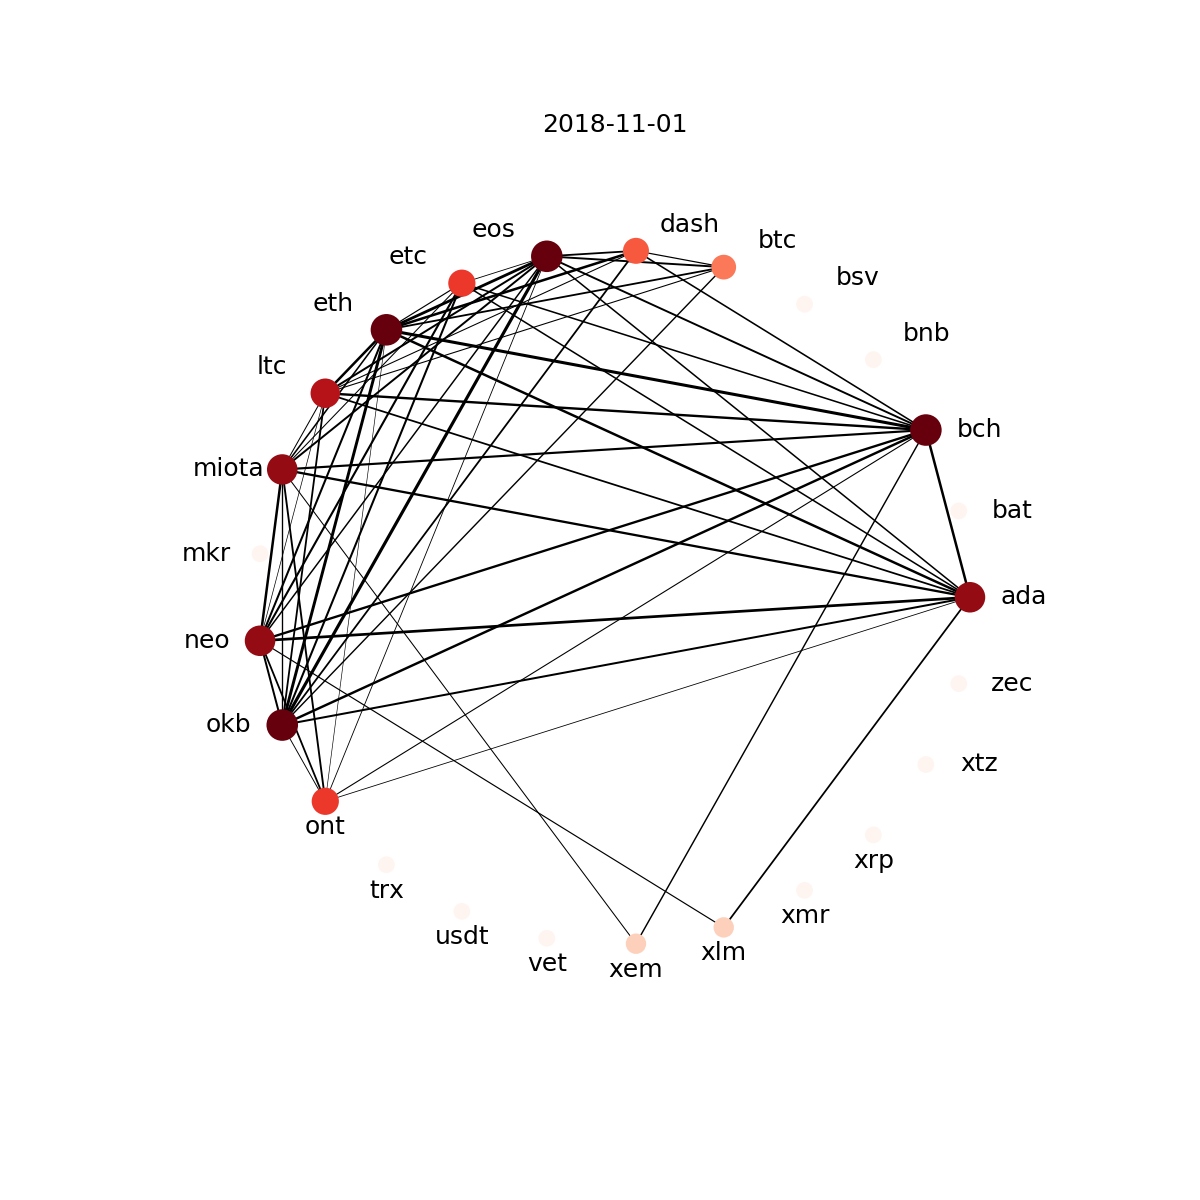 2018-11-01
dash
eos
btc
etc
bsv
eth
bnb
ltc
bch
miota
bat
mkr
ada
neo
zec
okb
xtz
ont
xrp
trx
xmr
usdt
xlm
vet
xem